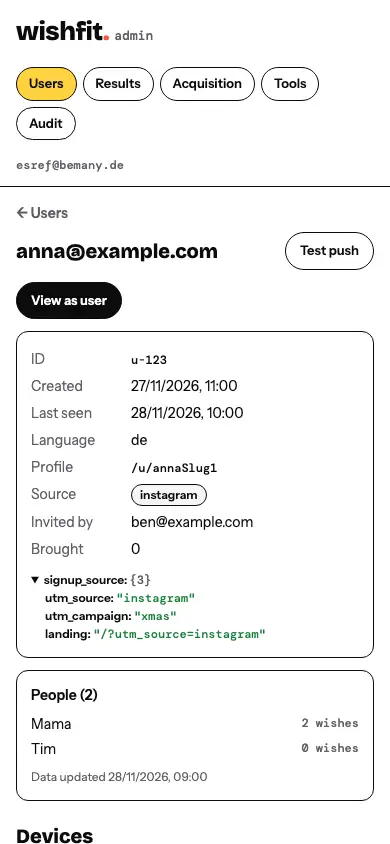 wishfit. admin
Users Results Acquisition Tools
Audit
esref@bemany.de
← Users
anna@example.com Test push
View as user
ID u-123
Created 27/11/2026, 11:00
Last seen 28/11/2026, 10:00
Language de
Profile /u/annaSlug1
Source instagram
Invited by ben@example.com
Brought 0
▼ signup_source: {3}
utm_source: "instagram"
utm_campaign: "xmas"
landing: "/?utm_source=instagram"
People (2)
Mama 2 wishes
Tim 0 wishes
Data updated 28/11/2026, 09:00
Devices